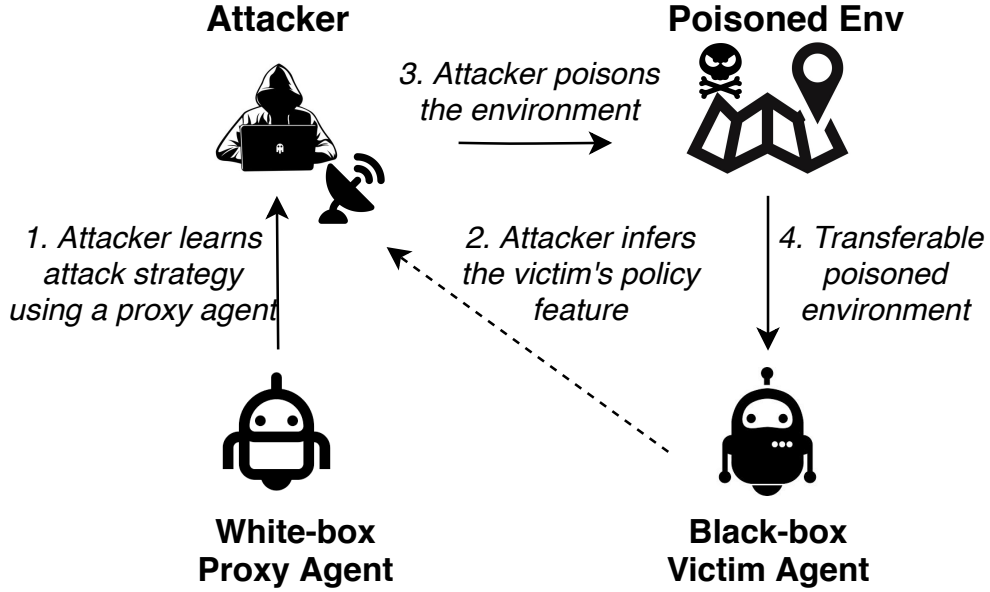 Attacker
Poisoned Env
3. Attacker poisons
the environment
1. Attacker learns
attack strategy
using a proxy agent
2. Attacker infers
the victim's policy
feature
4. Transferable
poisoned
environment
White-box
Proxy Agent
Black-box
Victim Agent